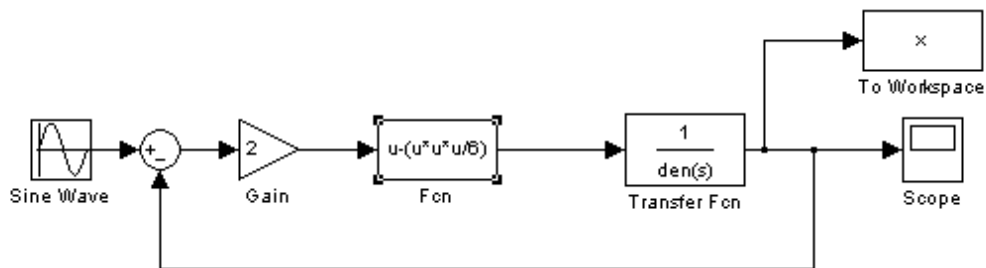 x
To Workspace
+
-
Sine Wave
2
Gain
u-(u*u*u/6)
Fcn
1
den(s)
Transfer Fcn
Scope